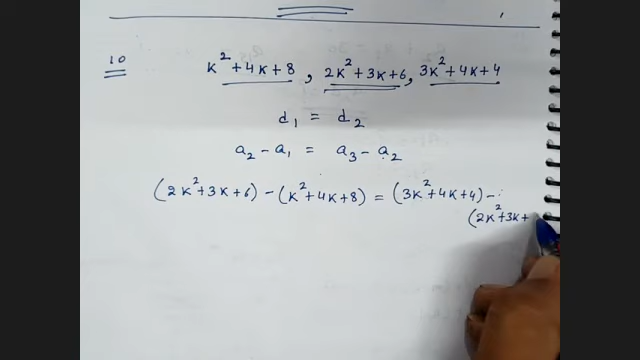 10 k² + 4k + 8 , 2k² + 3k + 6 , 3k² + 4k + 4
d₁ = d₂
a₂ - a₁ = a₃ - a₂
(2k² + 3k + 6) - (k² + 4k + 8) = (3k² + 4k + 4) -
(2k² + 3k +